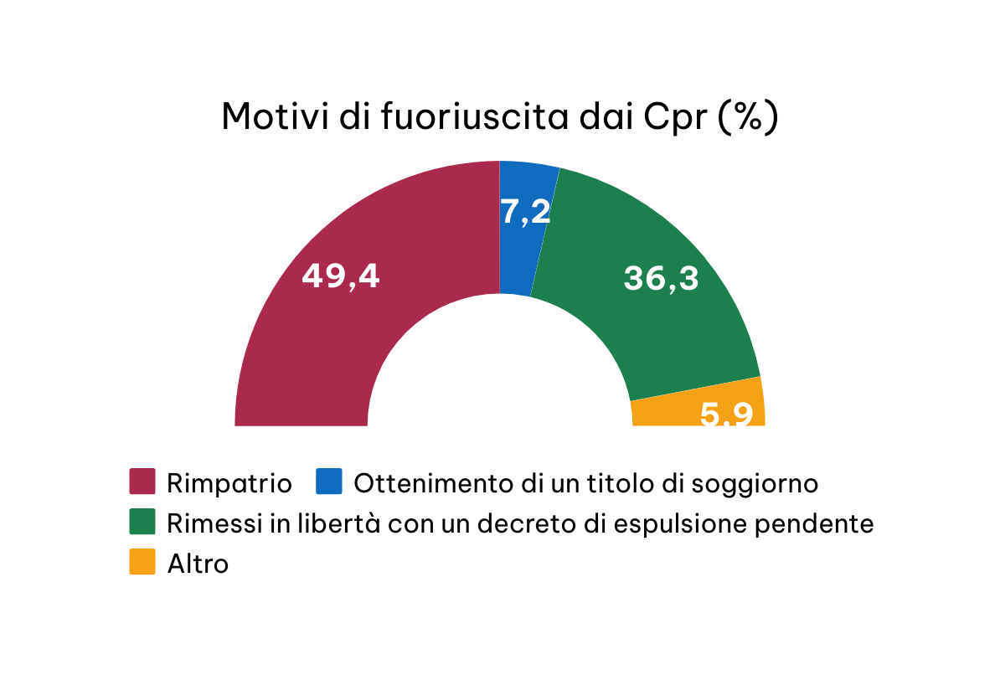 Motivi di fuoriuscita dai Cpr (%)
7,2
49,4
36,3
5,9
Rimpatrio
Ottenimento di un titolo di soggiorno
Rimessi in libertà con un decreto di espulsione pendente
Altro